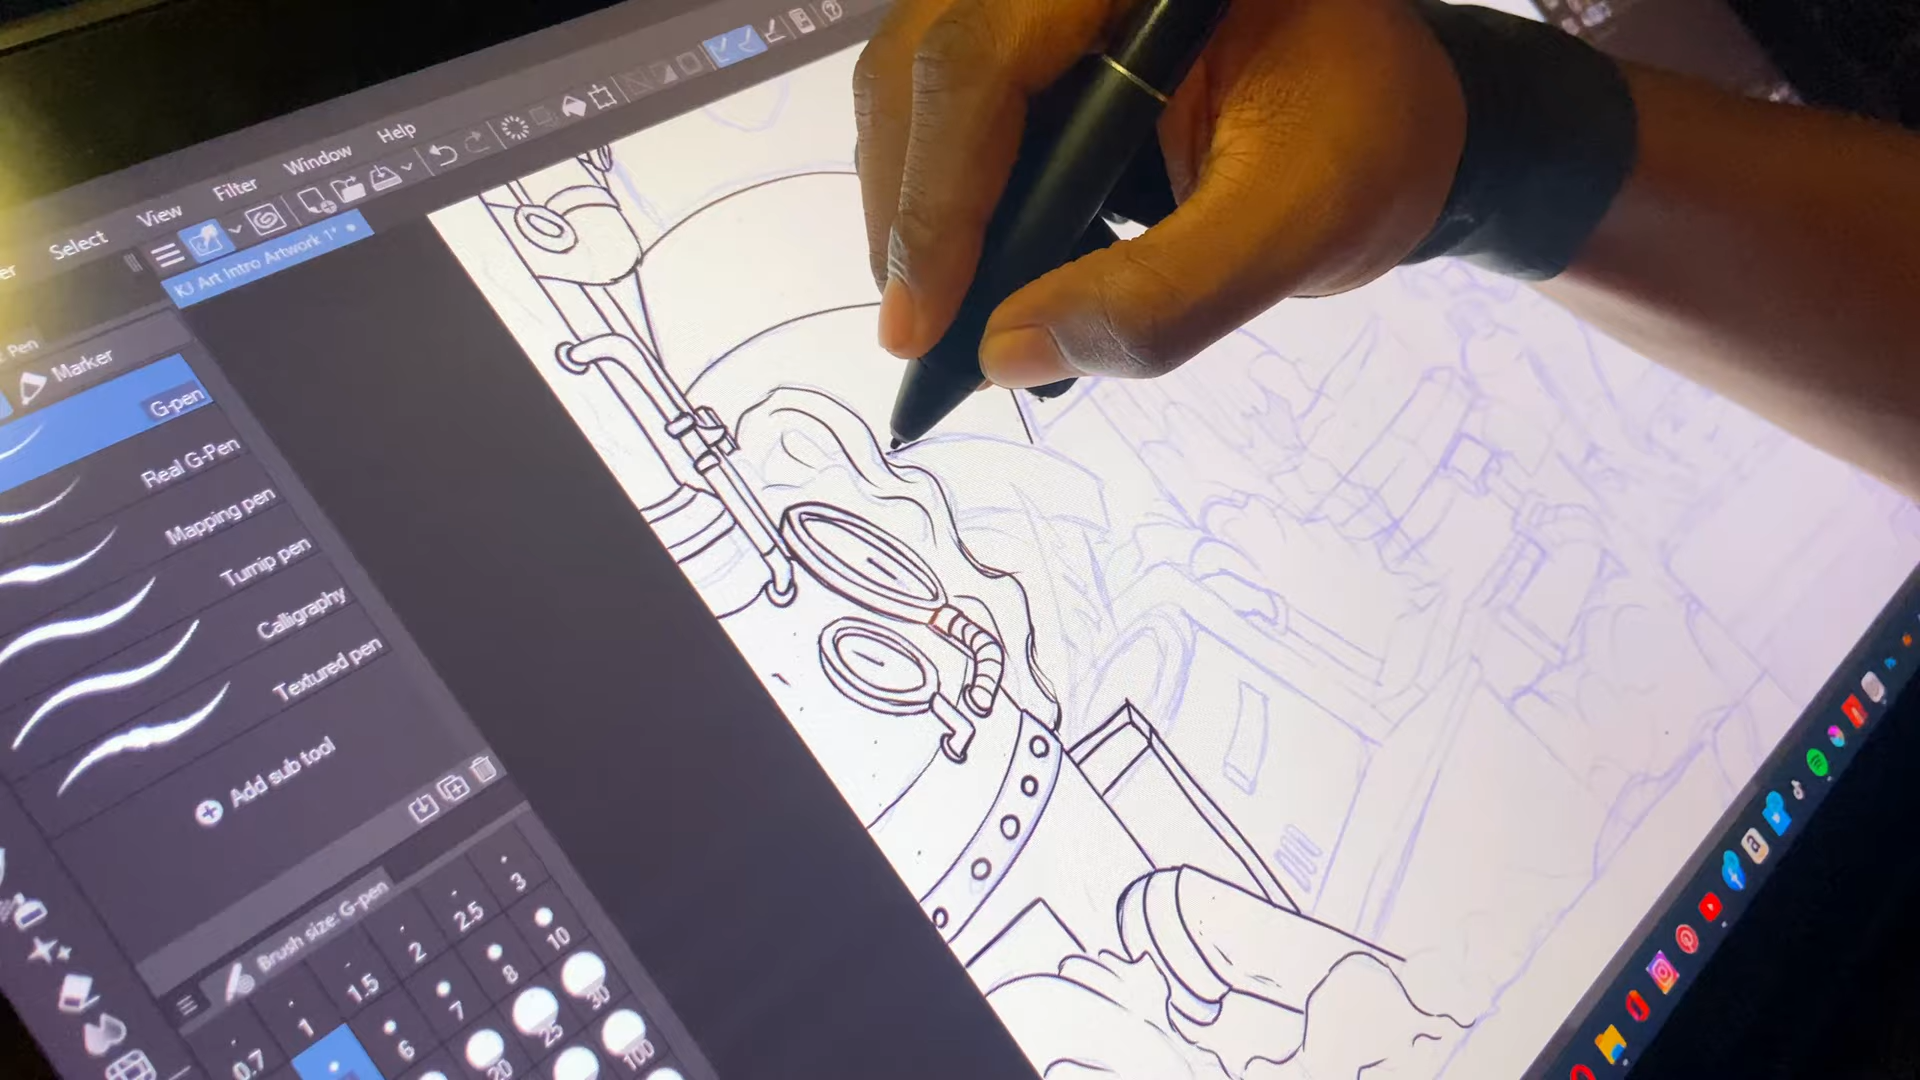 er Select View Filter Window Help
KJ Art Intro Artwork 1*
Pen
Marker
G-pen
Real G-Pen
Mapping pen
Turnip pen
Calligraphy
Textured pen
Add sub tool
Brush size: G-pen
0.7 1 1.5 2 2.5 3
6 7 8 10
20 25 30
100
a